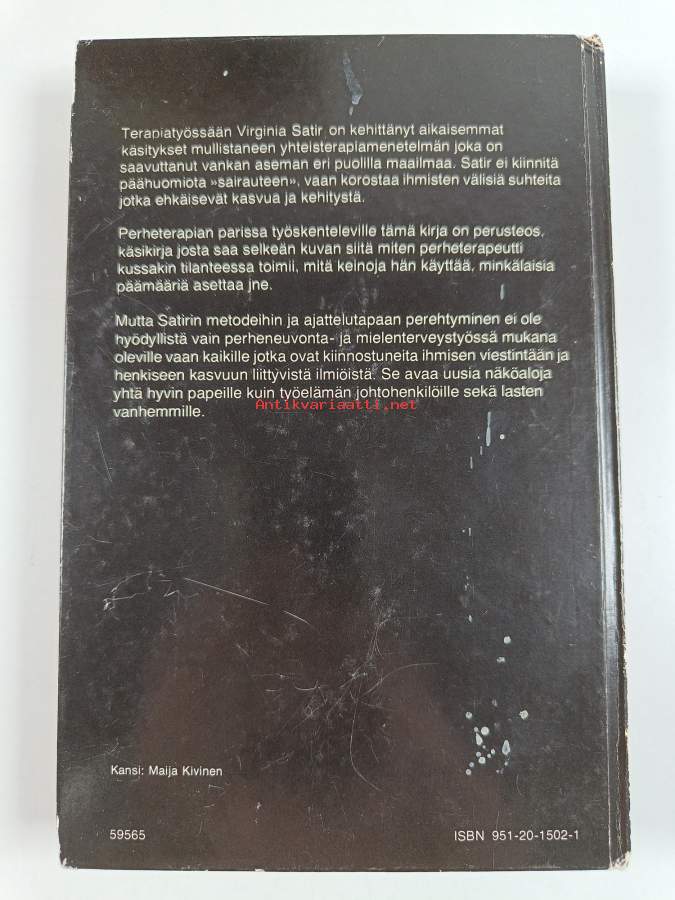 Terapiatyössään Virginia Satir on kehittänyt aikaisemmat
käsitykset mullistaneen yhteisterapiamenetelmän joka on
saavuttanut vankan aseman eri puolilla maailmaa. Satir ei kiinnitä
päähuomiota »sairauteen», vaan korostaa ihmisten välisiä suhteita
jotka ehkäisevät kasvua ja kehitystä.
Perheterapian parissa työskenteleville tämä kirja on perusteos,
käsikirja josta saa selkeän kuvan siitä miten perheterapeutti
kussakin tilanteessa toimii, mitä keinoja hän käyttää, minkälaisia
päämääriä asettaa jne.
Mutta Satirin metodeihin ja ajattelutapaan perehtyminen ei ole
hyödyllistä vain perheneuvonta- ja mielenterveystyössä mukana
oleville vaan kaikille jotka ovat kiinnostuneita ihmisen viestintään ja
henkiseen kasvuun liittyvistä ilmiöistä. Se avaa uusia näköaloja
yhtä hyvin papeille kuin työelämän johtohenkilöille sekä lasten
vanhemmille.
Antikvariaatti.net
Kansi: Maija Kivinen
59565
ISBN 951-20-1502-1